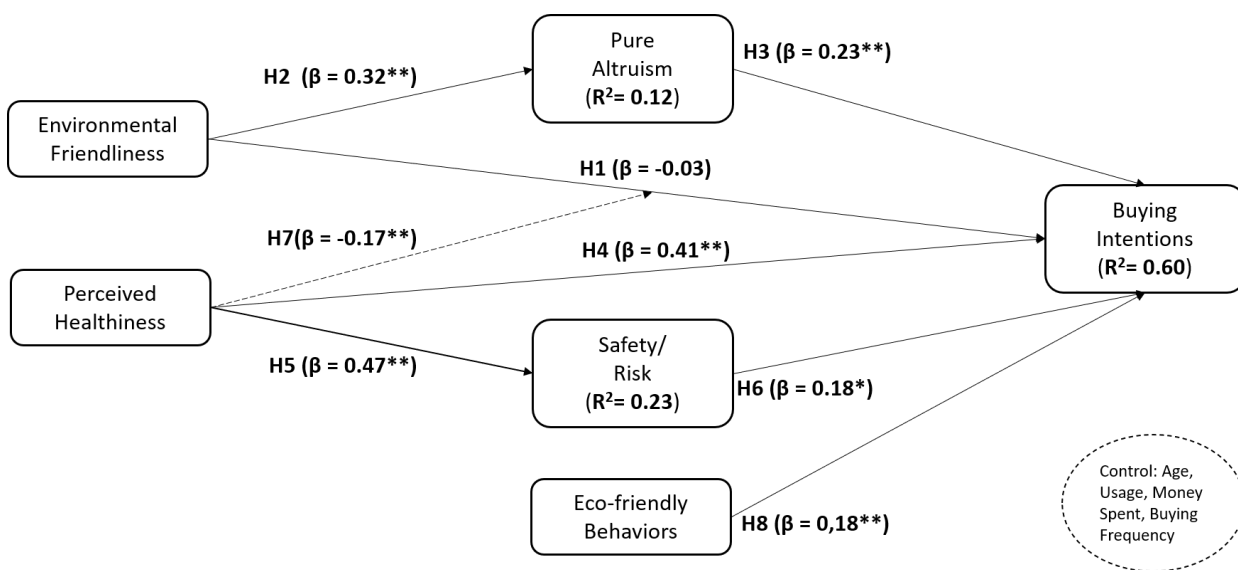 Pure
Altruism
(R²= 0.12)
H3 (β = 0.23**)
H2 (β = 0.32**)
Environmental
Friendliness
H1 (β = -0.03)
Buying
Intentions
(R²= 0.60)
H7(β = -0.17**)
H4 (β = 0.41**)
Perceived
Healthiness
Safety/
Risk
(R²= 0.23)
H5 (β = 0.47**)
H6 (β = 0.18*)
Eco-friendly
Behaviors
H8 (β = 0,18**)
Control: Age,
Usage, Money
Spent, Buying
Frequency